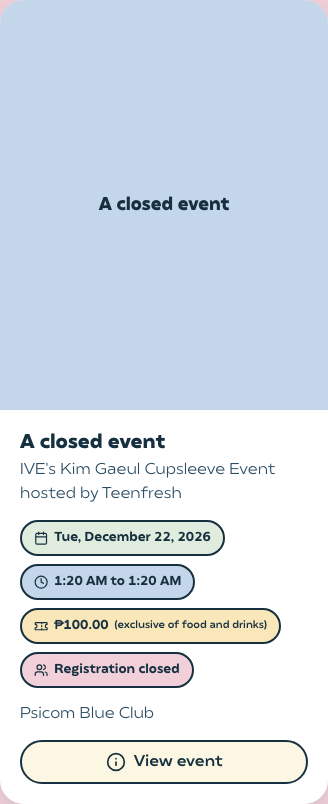 A closed event
A closed event
IVE's Kim Gaeul Cupsleeve Event
hosted by Teenfresh
Tue, December 22, 2026
1:20 AM to 1:20 AM
₱100.00 (exclusive of food and drinks)
Registration closed
Psicom Blue Club
View event